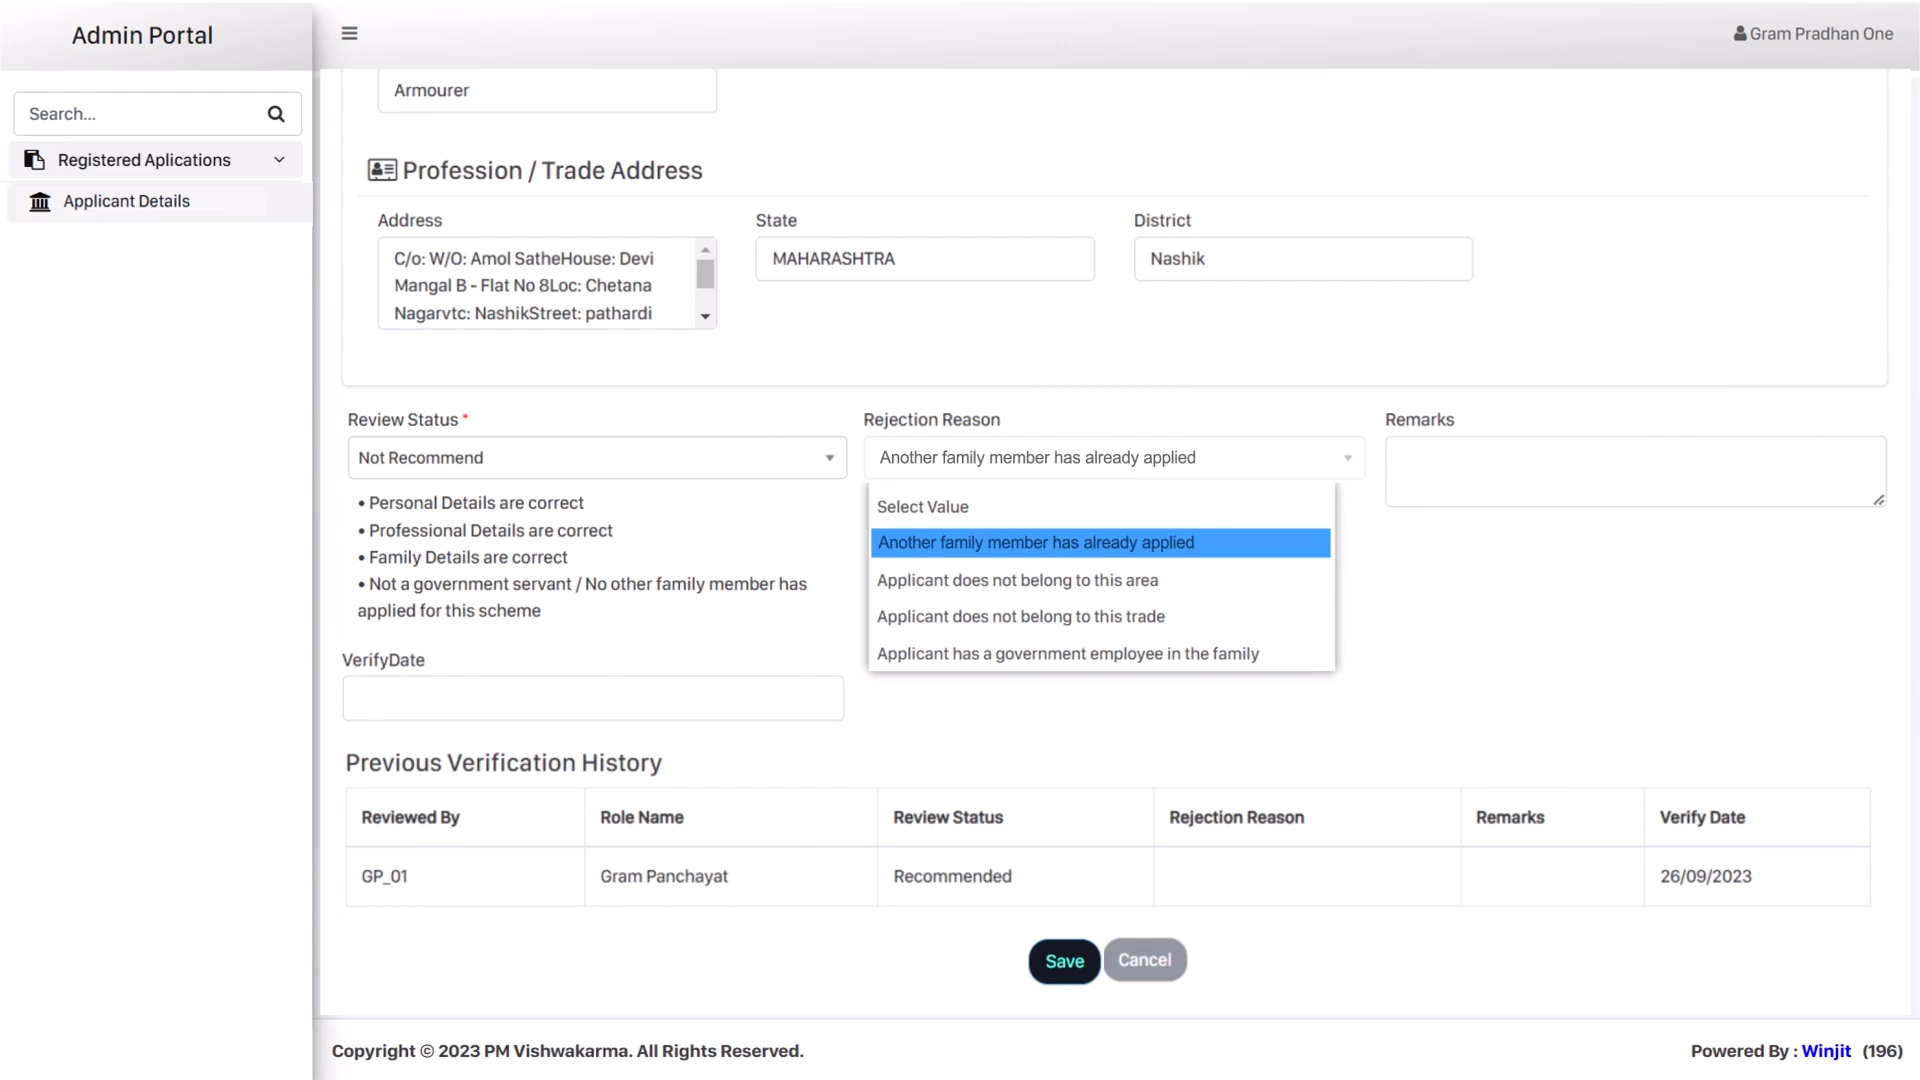 Admin Portal
Gram Pradhan One
Search...
Registered Aplications
Applicant Details
Armourer
Profession / Trade Address
Address
State
District
C/o: W/O: Amol SatheHouse: Devi
Mangal B - Flat No 8Loc: Chetana
Nagarvtc: NashikStreet: pathardi
MAHARASHTRA
Nashik
Review Status *
Rejection Reason
Remarks
Not Recommend
Another family member has already applied
• Personal Details are correct
• Professional Details are correct
• Family Details are correct
• Not a government servant / No other family member has
applied for this scheme
Select Value
Another family member has already applied
Applicant does not belong to this area
Applicant does not belong to this trade
Applicant has a government employee in the family
VerifyDate
Previous Verification History
Reviewed By Role Name Review Status Rejection Reason Remarks Verify Date
GP_01 Gram Panchayat Recommended 26/09/2023
Save Cancel
Copyright © 2023 PM Vishwakarma. All Rights Reserved.
Powered By : Winjit (196)